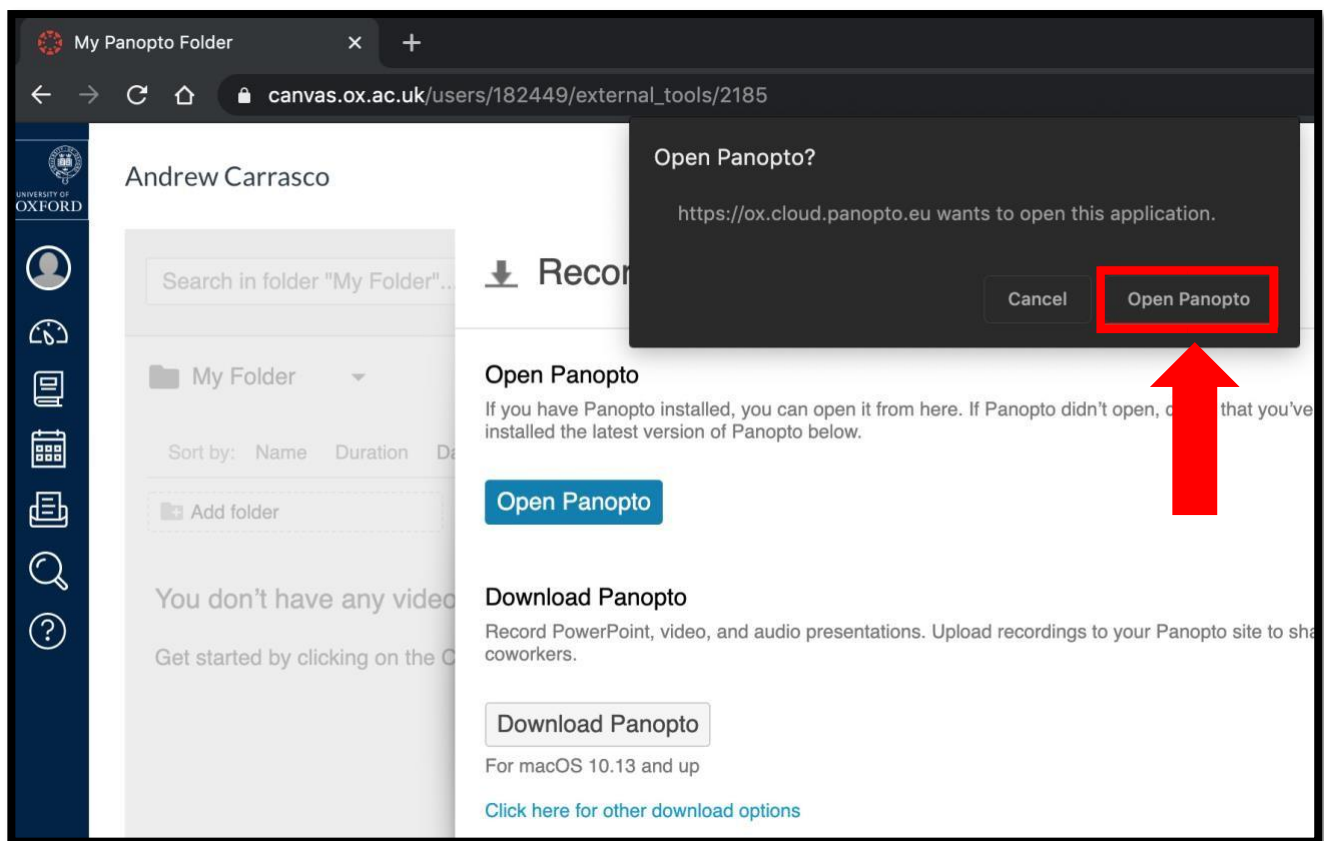 My Panopto Folder
canvas.ox.ac.uk/users/182449/external_tools/2185
UNIVERSITY OF
OXFORD
Andrew Carrasco
Open Panopto?
https://ox.cloud.panopto.eu wants to open this application.
Cancel
Open Panopto
Search in folder "My Folder"...
Recor
My Folder
Sort by: Name Duration Da
Add folder
You don't have any video
Get started by clicking on the C
Open Panopto
If you have Panopto installed, you can open it from here. If Panopto didn't open, that you've
installed the latest version of Panopto below.
Open Panopto
Download Panopto
Record PowerPoint, video, and audio presentations. Upload recordings to your Panopto site to sha
coworkers.
Download Panopto
For macOS 10.13 and up
Click here for other download options